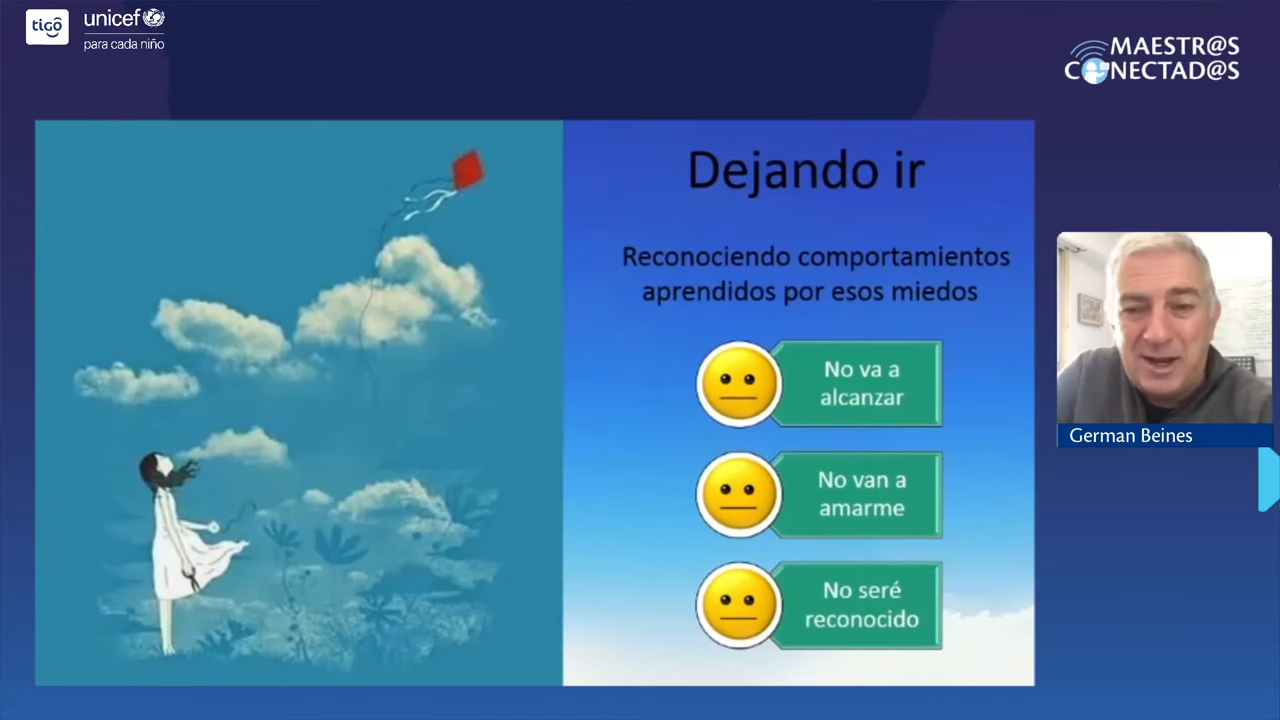 tigo
unicef
para cada niño
MAESTR@S
CONECTAD@S
Dejando ir
Reconociendo comportamientos
aprendidos por esos miedos
No va a
alcanzar
No van a
amarme
No seré
reconocido
German Beines